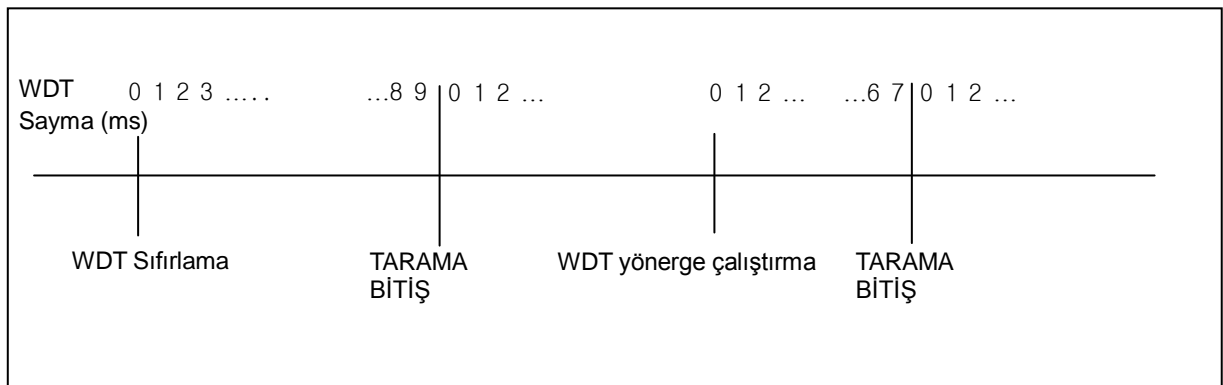 WDT 0 1 2 3 ..... ...8 9 0 1 2 ... 0 1 2 ... ...6 7 0 1 2 ...
Sayma (ms)
WDT Sıfırlama TARAMA WDT yönerge çalıştırma TARAMA
BİTİŞ BİTİŞ